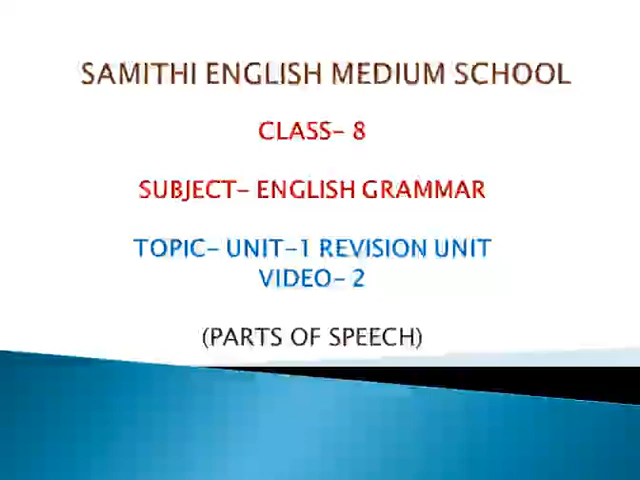 SAMITHI ENGLISH MEDIUM SCHOOL
CLASS- 8
SUBJECT- ENGLISH GRAMMAR
TOPIC- UNIT-1 REVISION UNIT
VIDEO- 2
(PARTS OF SPEECH)